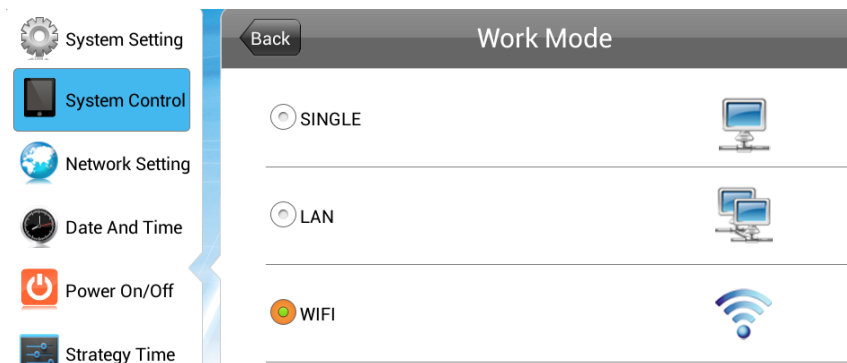 System Setting
System Control
Network Setting
Date And Time
Power On/Off
Strategy Time
Back
Work Mode
SINGLE
LAN
WIFI